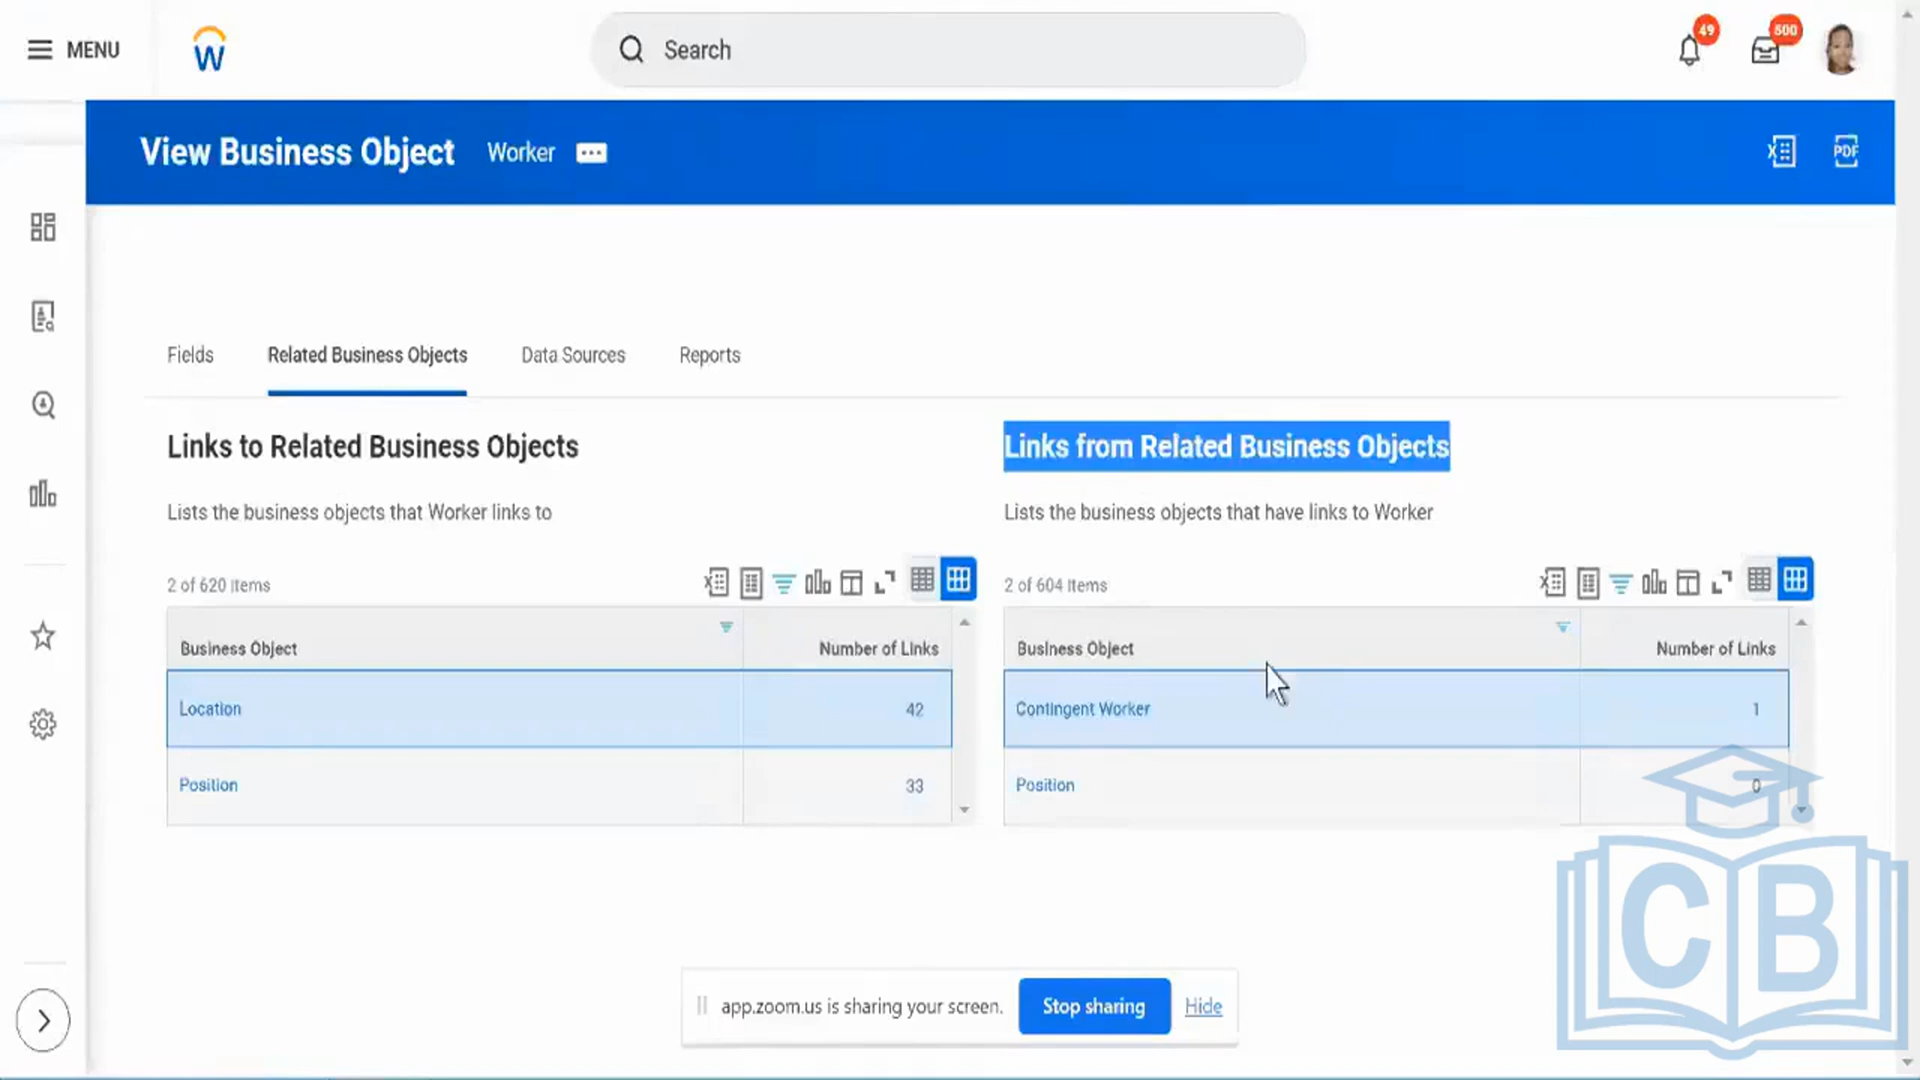 MENU
W
Search
49
500
View Business Object Worker
X
PDF
Fields Related Business Objects Data Sources Reports
Links to Related Business Objects
Lists the business objects that Worker links to
2 of 620 items
Business Object Number of Links
Location 42
Position 33
Links from Related Business Objects
Lists the business objects that have links to Worker
2 of 604 items
Business Object Number of Links
Contingent Worker 1
Position 0
app.zoom.us is sharing your screen. Stop sharing Hide
CB